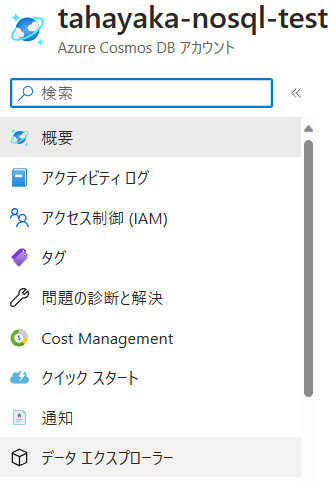 tahayaka-nosql-test
Azure Cosmos DB アカウント
検索
概要
アクティビティ ログ
アクセス制御 (IAM)
タグ
問題の診断と解決
Cost Management
クイック スタート
通知
データ エクスプローラー